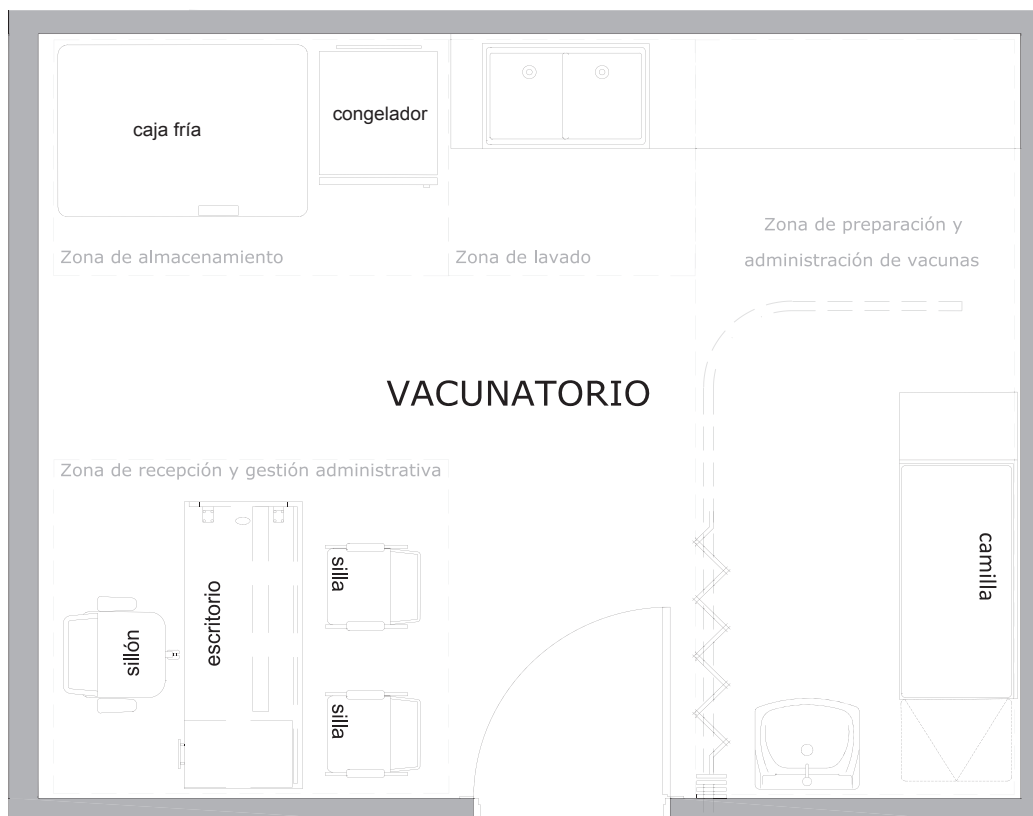 caja fría
congelador
Zona de almacenamiento
Zona de lavado
Zona de preparación y
administración de vacunas
VACUNATORIO
Zona de recepción y gestión administrativa
sillón
escritorio
silla
silla
camilla